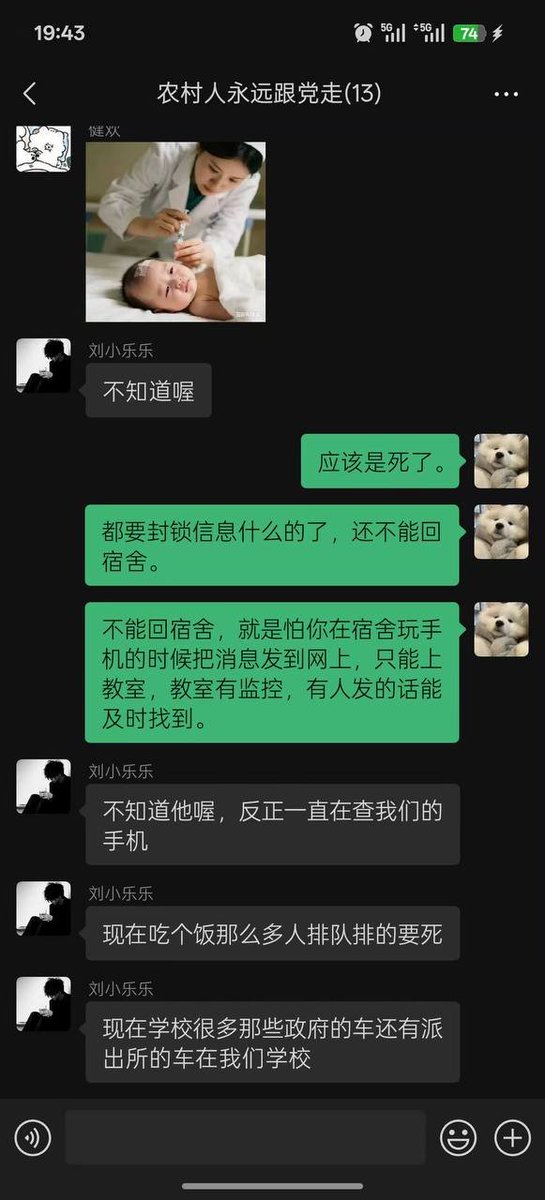 19:43
5G
5G
74
农村人永远跟党走(13)
健欢
刘小乐乐
不知道喔
应该是死了。
都要封锁信息什么的了，还不能回
宿舍。
不能回宿舍，就是怕你在宿舍玩手
机的时候把消息发到网上，只能上
教室，教室有监控，有人发的话能
及时找到。
刘小乐乐
不知道他喔，反正一直在查我们的
手机
刘小乐乐
现在吃个饭那么多人排队排的要死
刘小乐乐
现在学校很多那些政府的车还有派
出所的车在我们学校